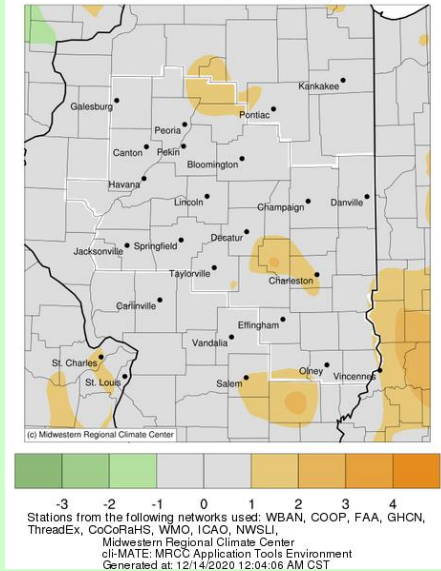 Kankakee
Galesburg
Pontiac
Peoria
Canton
Pekin
Bloomington
Havana
Lincoln
Champaign
Danville
Decatur
Jacksonville
Springfield
Taylorville
Charleston
Carlinville
Effingham
Vandalia
St. Charles
St. Louis
Salem
Olney
Vincennes
(c) Midwestern Regional Climate Center
-3 -2 -1 0 1 2 3 4
Stations from the following networks used: WBAN, COOP, FAA, GHCN,
ThreadEx, CoCoRaHS, WMO, ICAO, NWSLI,
Midwestern Regional Climate Center
cli-MATE: MRCC Application Tools Environment
Generated at: 12/14/2020 12:04:06 AM CST